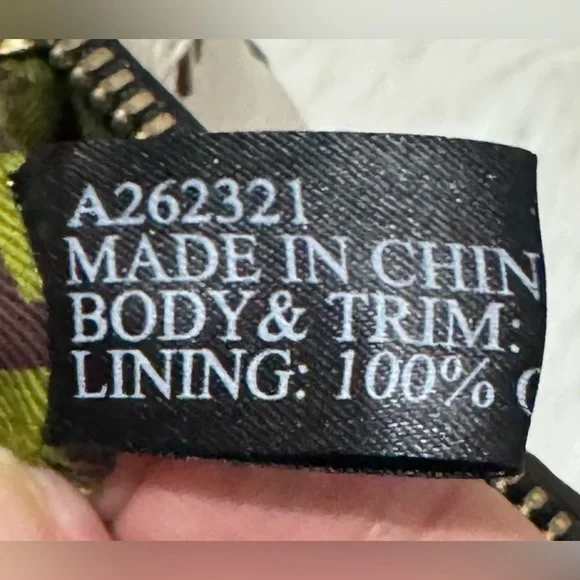 A262321
MADE IN CHIN
BODY& TRIM:
LINING: 100%